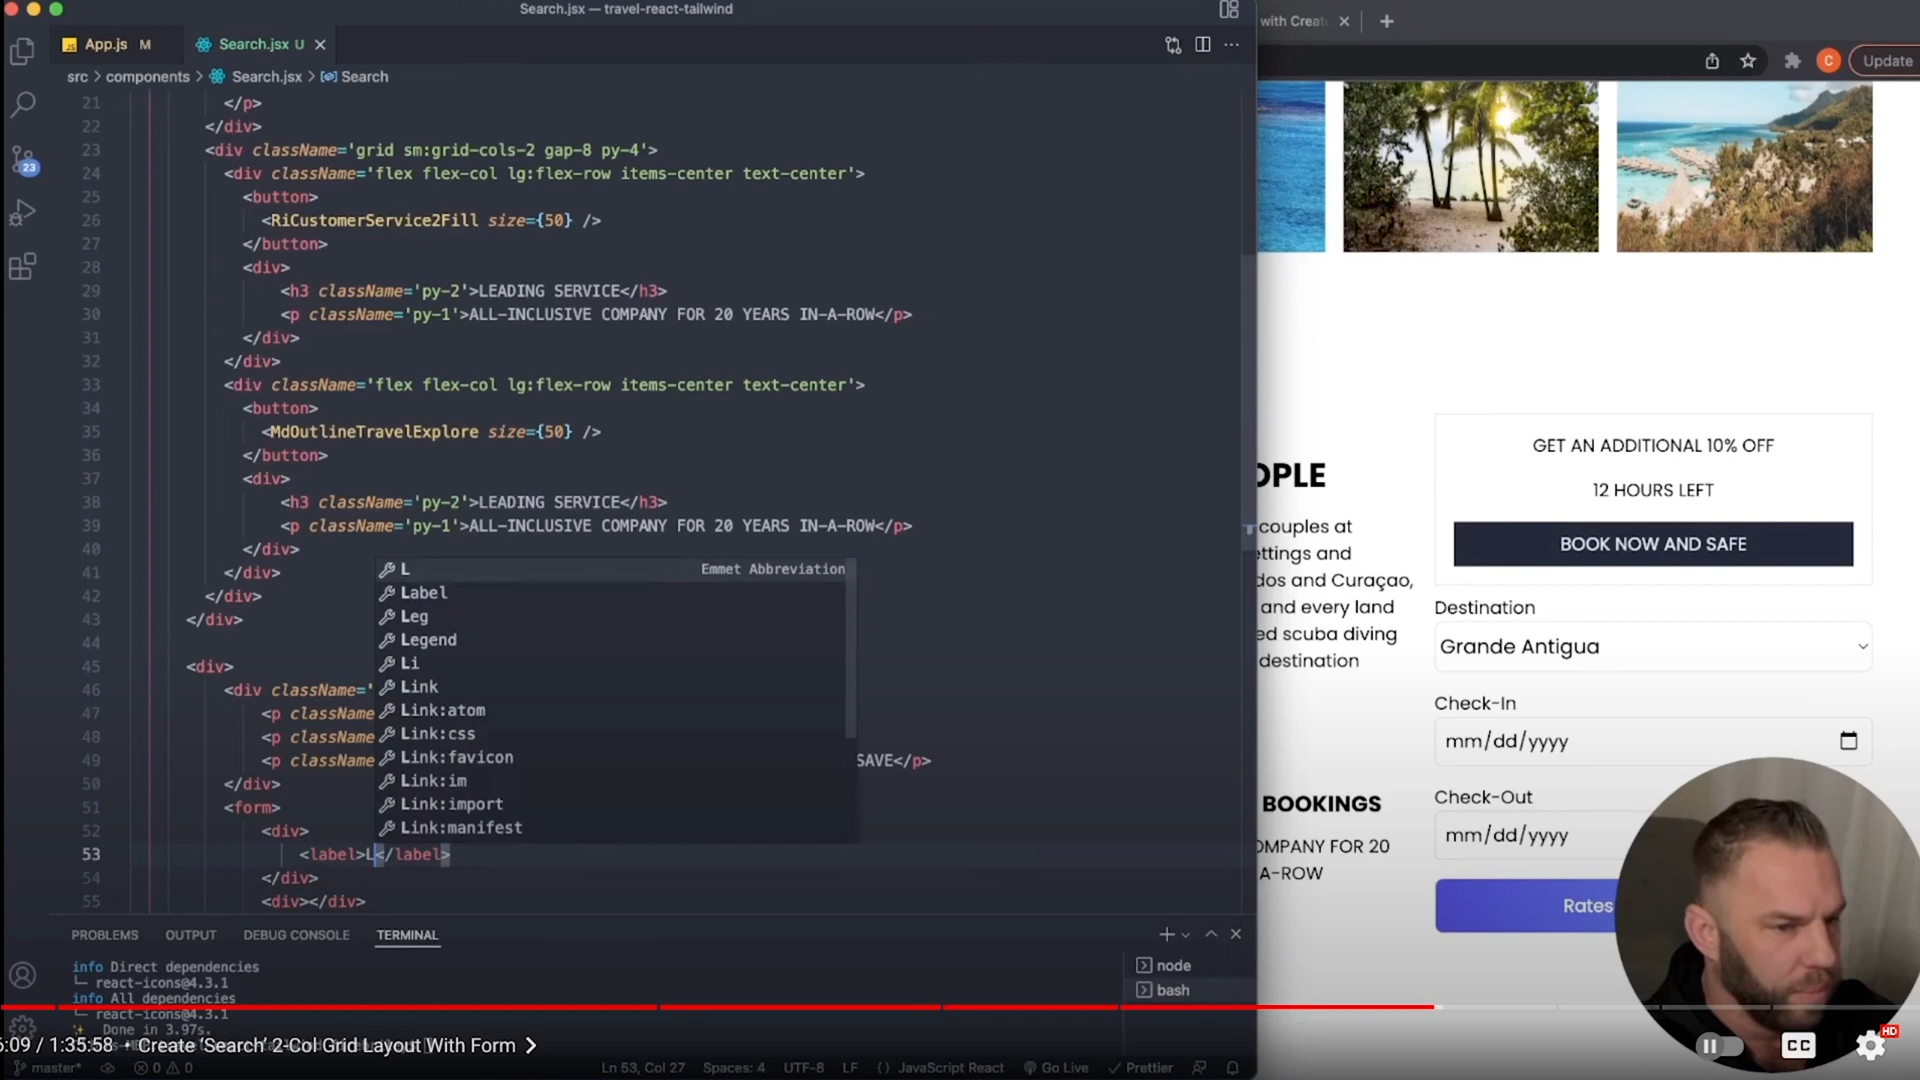 Search.jsx — travel-react-tailwind
with Creat
App.js M
Search.jsx U
Update
src > components > Search.jsx > Search
21 </p>
22 </div>
23 <div className='grid sm:grid-cols-2 gap-8 py-4'>
24 <div className='flex flex-col lg:flex-row items-center text-center'>
25 <button>
26 <RiCustomerService2Fill size={50} />
27 </button>
28 <div>
29 <h3 className='py-2'>LEADING SERVICE</h3>
30 <p className='py-1'>ALL-INCLUSIVE COMPANY FOR 20 YEARS IN-A-ROW</p>
31 </div>
32 </div>
33 <div className='flex flex-col lg:flex-row items-center text-center'>
34 <button>
35 <MdOutlineTravelExplore size={50} />
36 </button>
37 <div>
38 <h3 className='py-2'>LEADING SERVICE</h3>
39 <p className='py-1'>ALL-INCLUSIVE COMPANY FOR 20 YEARS IN-A-ROW</p>
40 </div>
41 </div>
42 </div>
43 </div>
44
45 <div>
46 <div className='
47 <p className
48 <p className
49 <p className SAVE</p>
50 </div>
51 <form>
52 <div>
53 <label>L</label>
54 </div>
55 <div></div>
L Emmet Abbreviation
Label
Leg
Legend
Li
Link
Link:atom
Link:css
Link:favicon
Link:im
Link:import
Link:manifest
23
PROBLEMS OUTPUT DEBUG CONSOLE TERMINAL
info Direct dependencies
└─ react-icons@4.3.1
info All dependencies
└─ react-icons@4.3.1
Done in 3.97s.
node
bash
6:09 / 1:35:58 • Create 'Search' 2-Col Grid Layout With Form >
master* 0 0
Ln 53, Col 27 Spaces: 4 UTF-8 LF {} JavaScript React Go Live Prettier
OPLE
couples at
ettings and
dos and Curaçao,
and every land
ed scuba diving
destination
BOOKINGS
OMPANY FOR 20
A-ROW
GET AN ADDITIONAL 10% OFF
12 HOURS LEFT
BOOK NOW AND SAFE
Destination
Grande Antigua
Check-In
mm/dd/yyyy
Check-Out
mm/dd/yyyy
Rates
C
CC
HD